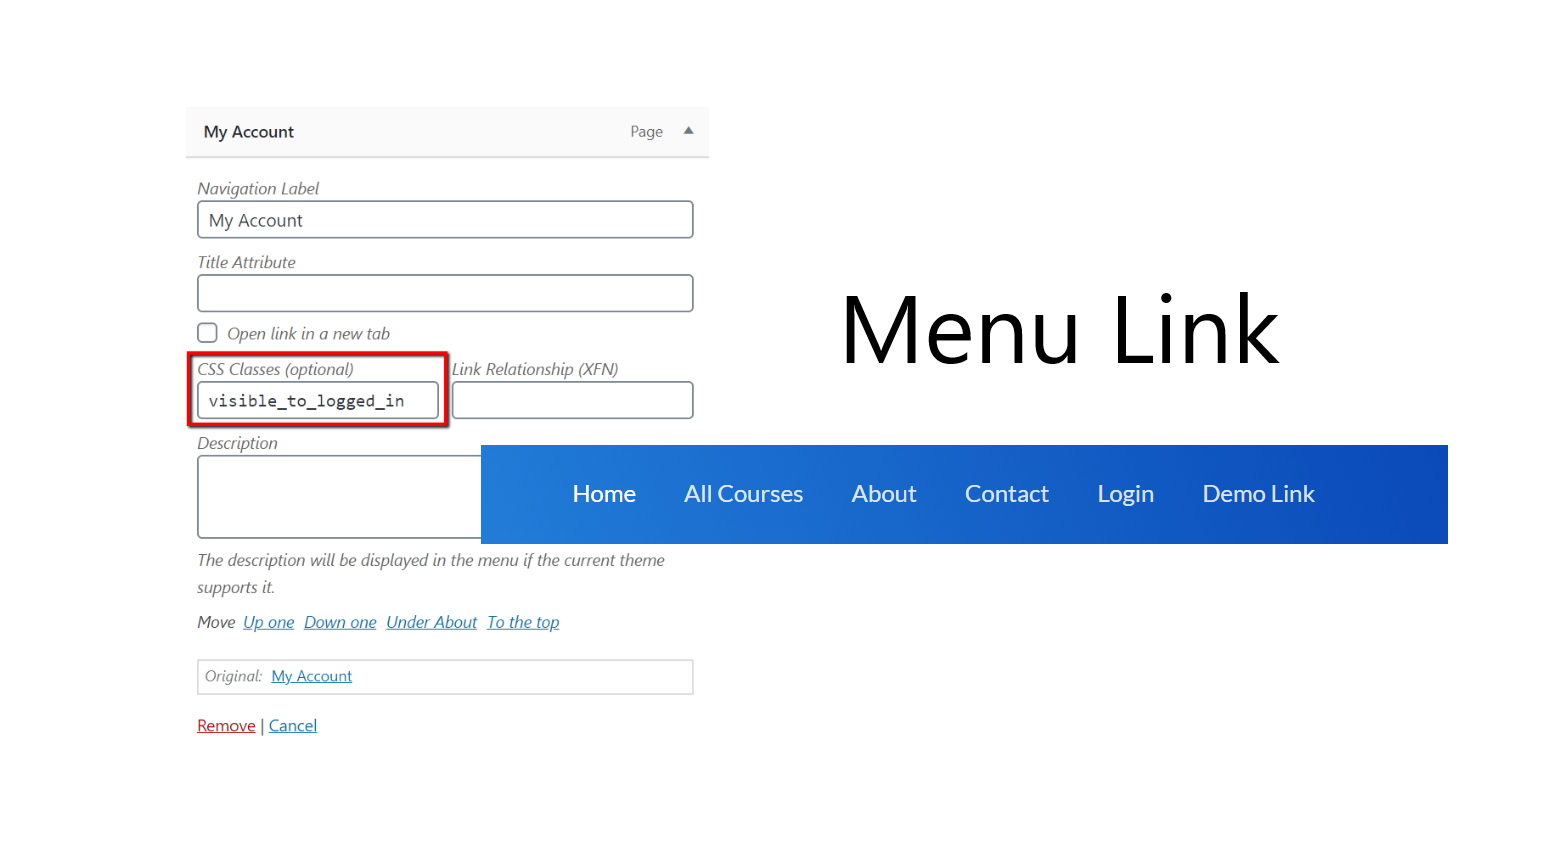 My Account Page
Navigation Label
My Account
Title Attribute
Open link in a new tab
CSS Classes (optional) Link Relationship (XFN)
visible_to_logged_in
Description
The description will be displayed in the menu if the current theme
supports it.
Move Up one Down one Under About To the top
Original: My Account
Remove | Cancel
Menu Link
Home All Courses About Contact Login Demo Link